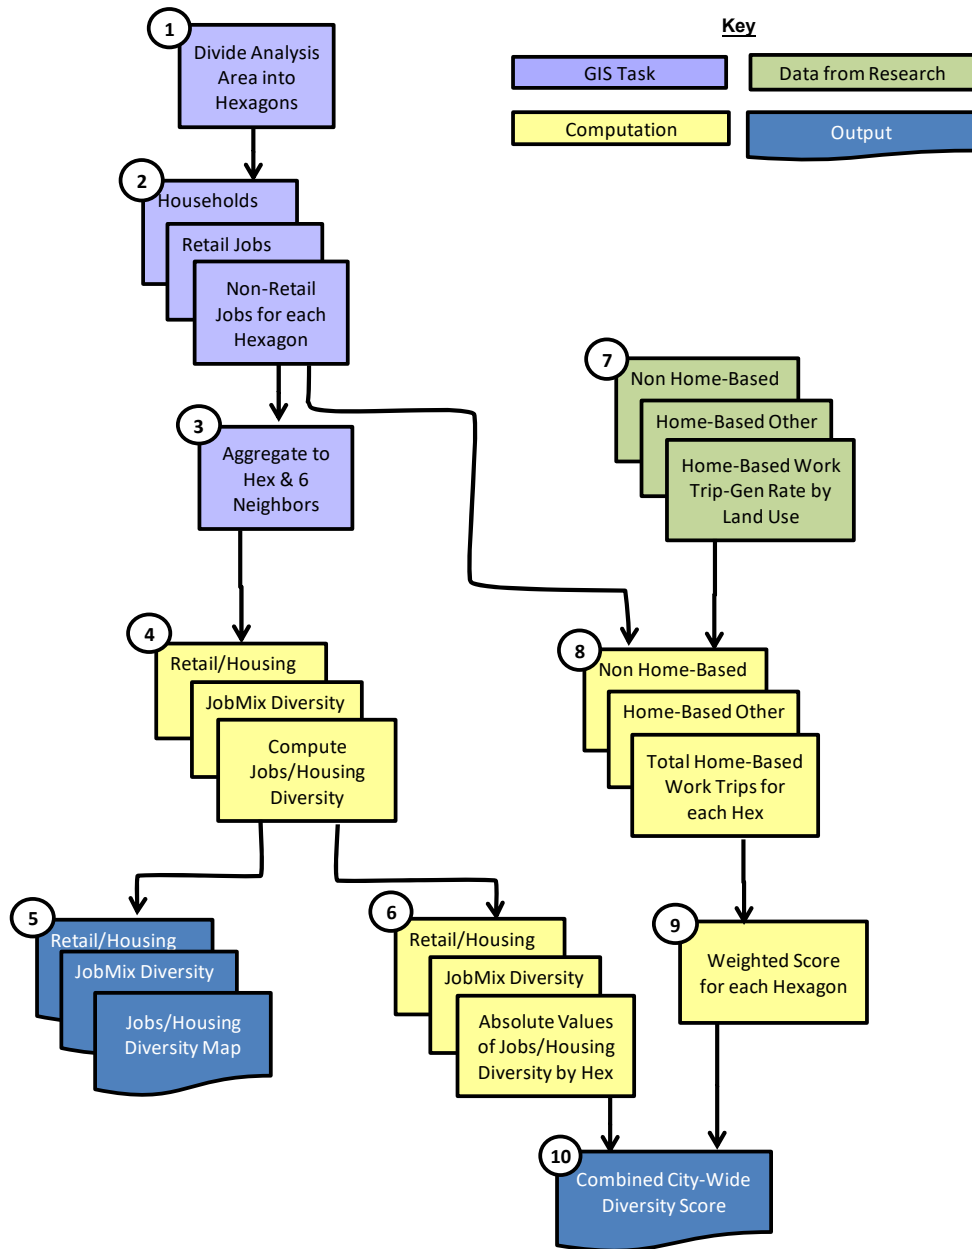 Key
GIS Task
Data from Research
Computation
Output
1
Divide Analysis
Area into
Hexagons
2
Households
Retail Jobs
Non-Retail
Jobs for each
Hexagon
3
Aggregate to
Hex & 6
Neighbors
7
Non Home-Based
Home-Based Other
Home-Based Work
Trip-Gen Rate by
Land Use
4
Retail/Housing
JobMix Diversity
Compute
Jobs/Housing
Diversity
8
Non Home-Based
Home-Based Other
Total Home-Based
Work Trips for
each Hex
5
Retail/Housing
JobMix Diversity
Jobs/Housing
Diversity Map
6
Retail/Housing
JobMix Diversity
Absolute Values
of Jobs/Housing
Diversity by Hex
9
Weighted Score
for each Hexagon
10
Combined City-Wide
Diversity Score